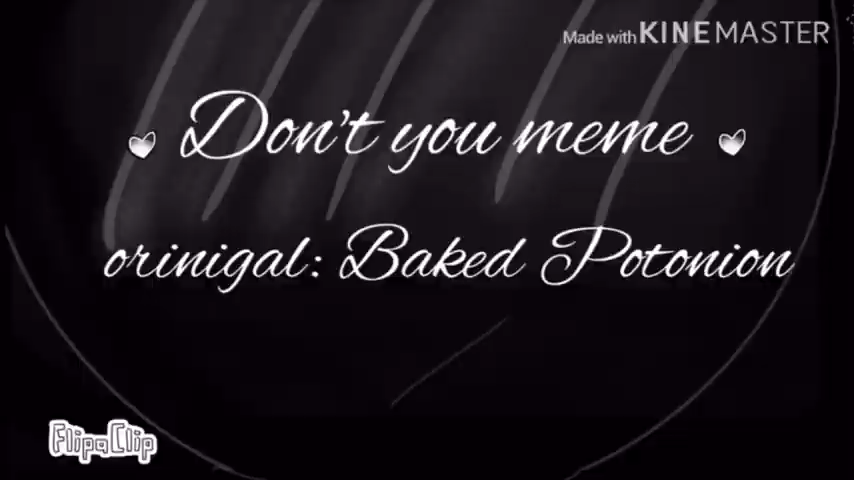 Made with KINEMASTER
Don't you meme
orinigal: Baked Potonion
FlipaClip